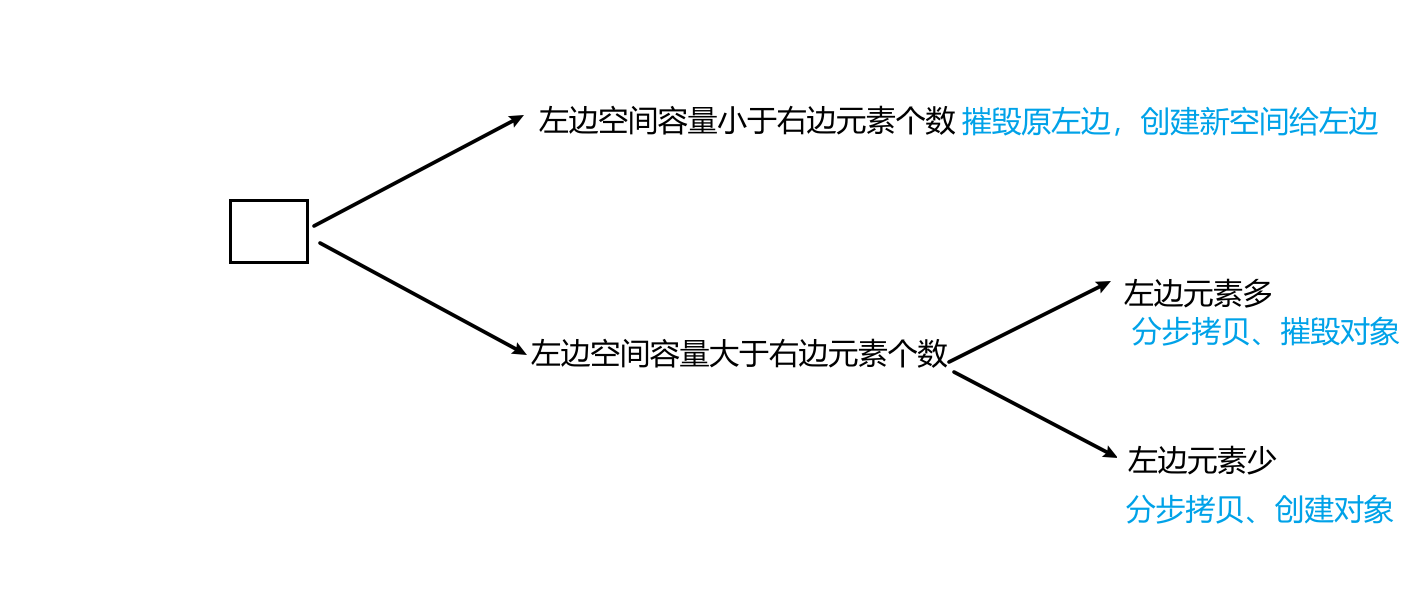 左边空间容量小于右边元素个数 摧毁原左边，创建新空间给左边
左边空间容量大于右边元素个数
左边元素多
分步拷贝、摧毁对象
左边元素少
分步拷贝、创建对象